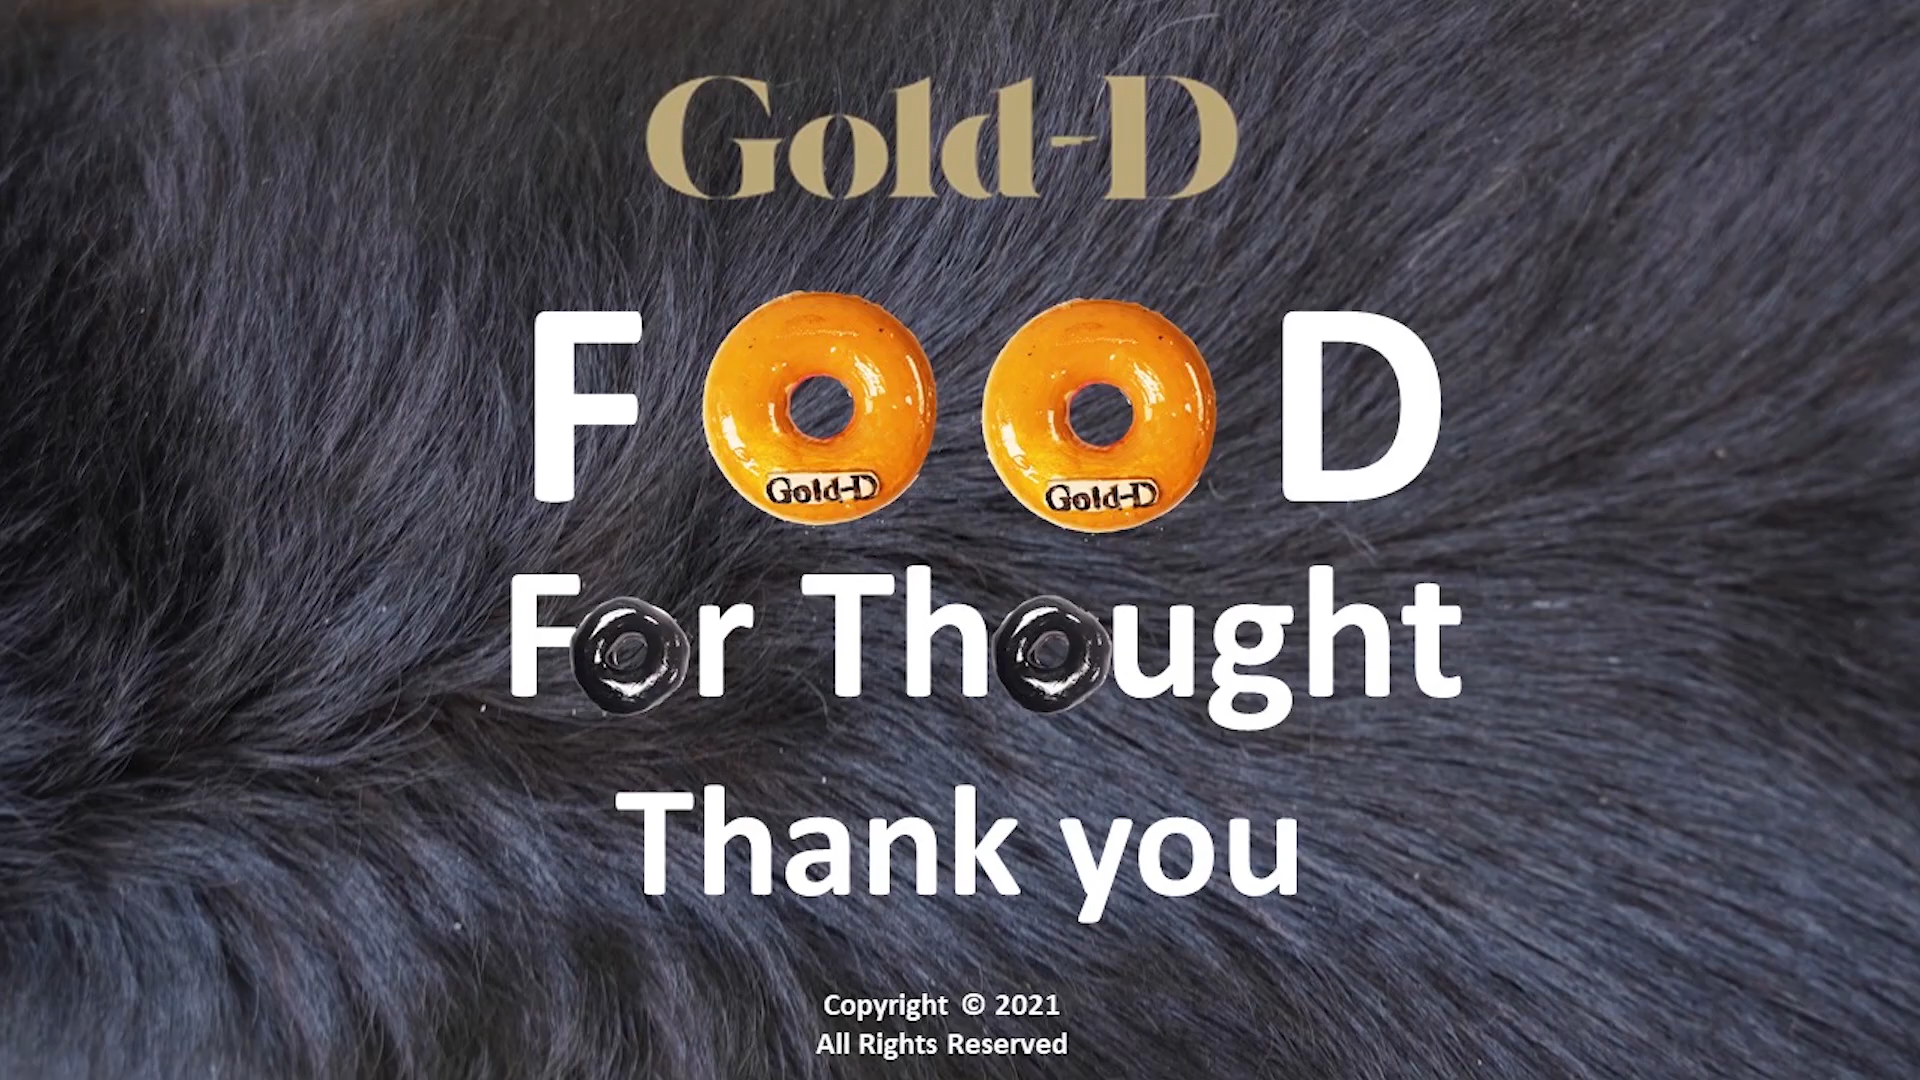 Gold-D
FOOD
Gold-D Gold-D
For Thought
Thank you
Copyright © 2021
All Rights Reserved